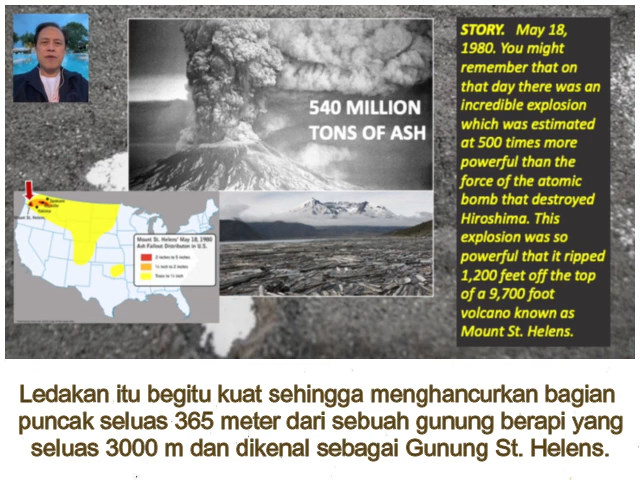 540 MILLION
TONS OF ASH
STORY. May 18,
1980. You might
remember that on
that day there was an
incredible explosion
which was estimated
at 500 times more
powerful than the
force of the atomic
bomb that destroyed
Hiroshima. This
explosion was so
powerful that it ripped
1,200 feet off the top
of a 9,700 foot
volcano known as
Mount St. Helens.
Mount St. Helens' May 18, 1980
Ash Fallout Distribution in U.S.
Ledakan itu begitu kuat sehingga menghancurkan bagian
puncak seluas 365 meter dari sebuah gunung berapi yang
seluas 3000 m dan dikenal sebagai Gunung St. Helens.